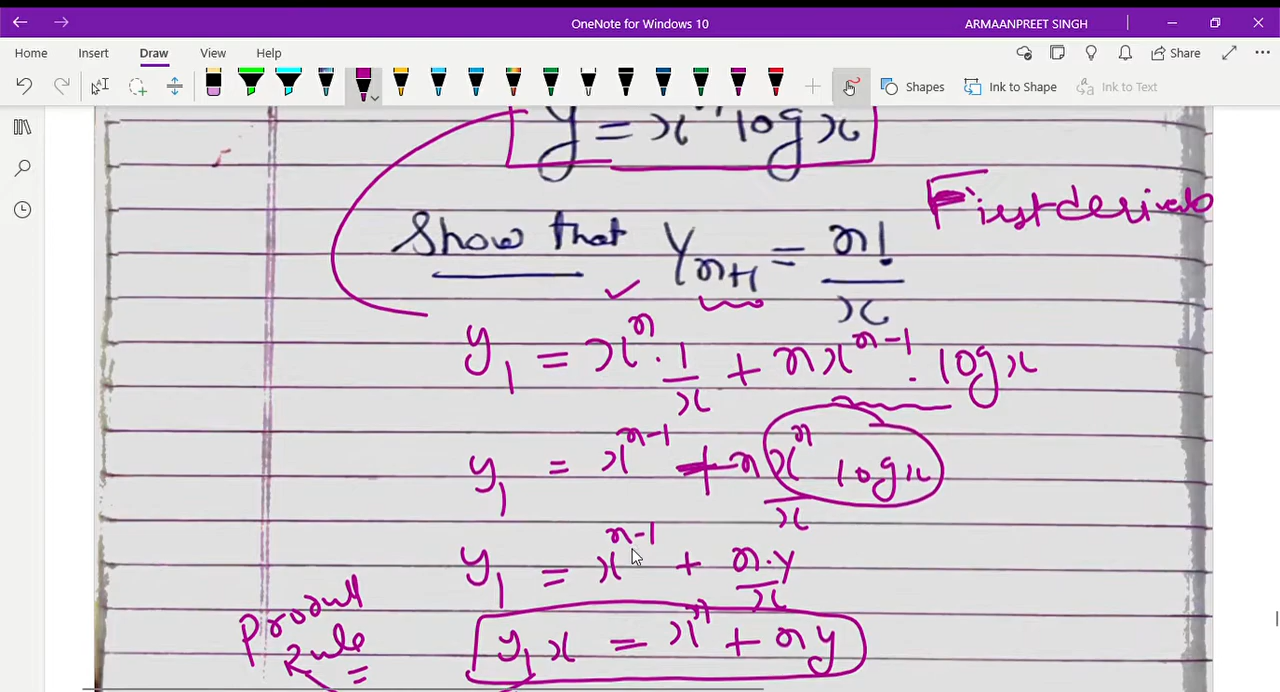 OneNote for Windows 10
ARMAANPREET SINGH
Home Insert Draw View Help
Share
Shapes Ink to Shape Ink to Text
y = xⁿ log x
First
Show that Yn+1 = n!/x
y₁ = xⁿ · 1/x + nxⁿ⁻¹ . log x
y₁ = xⁿ⁻¹ + n xⁿ log x / x
y₁ = xⁿ⁻¹ + n·y/x
Product
Rule
=
y₁x = xⁿ + ny